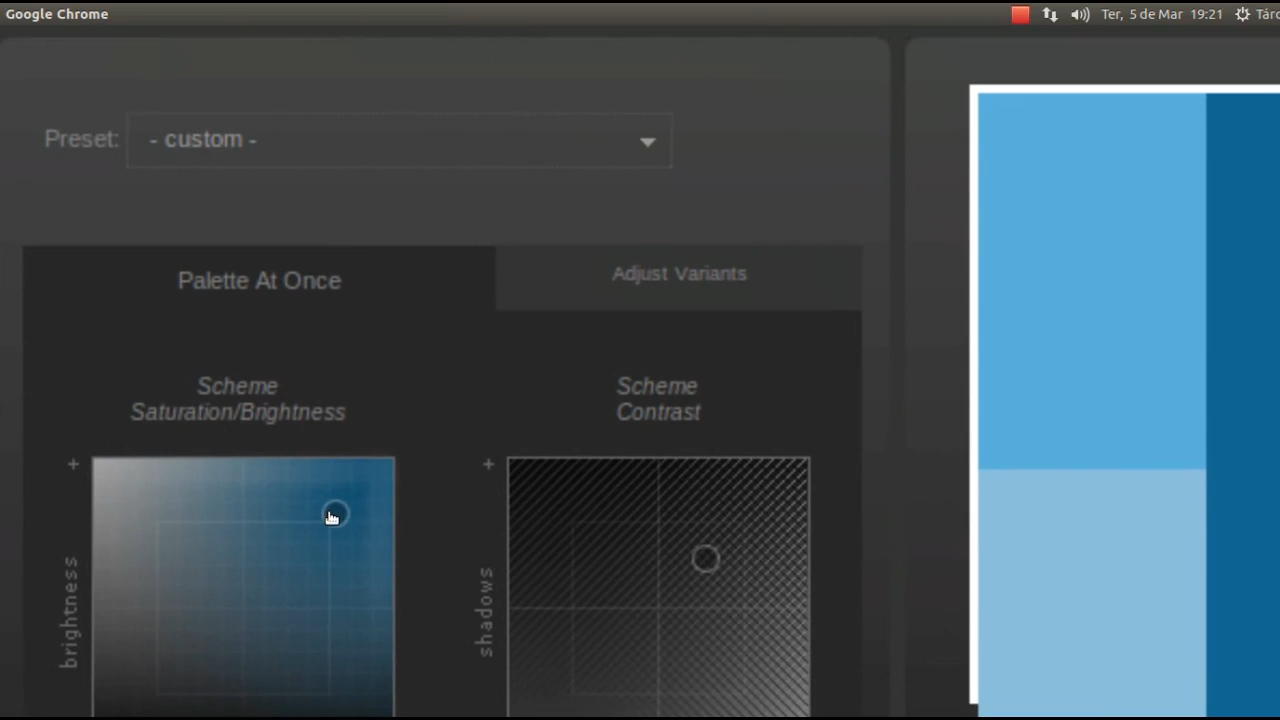 Google Chrome
Ter, 5 de Mar 19:21
Preset: - custom -
Palette At Once
Adjust Variants
Scheme
Saturation/Brightness
Scheme
Contrast
+
+
brightness
shadows